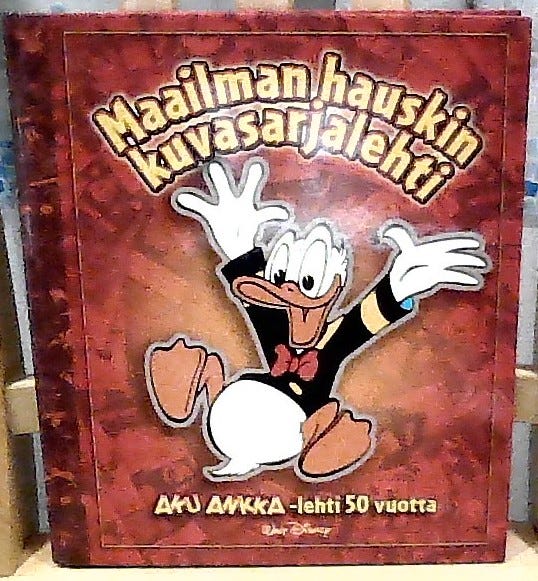 Maailman hauskin
kuvasarjalehti
AKU ANKKA -lehti 50 vuotta
Walt Disney